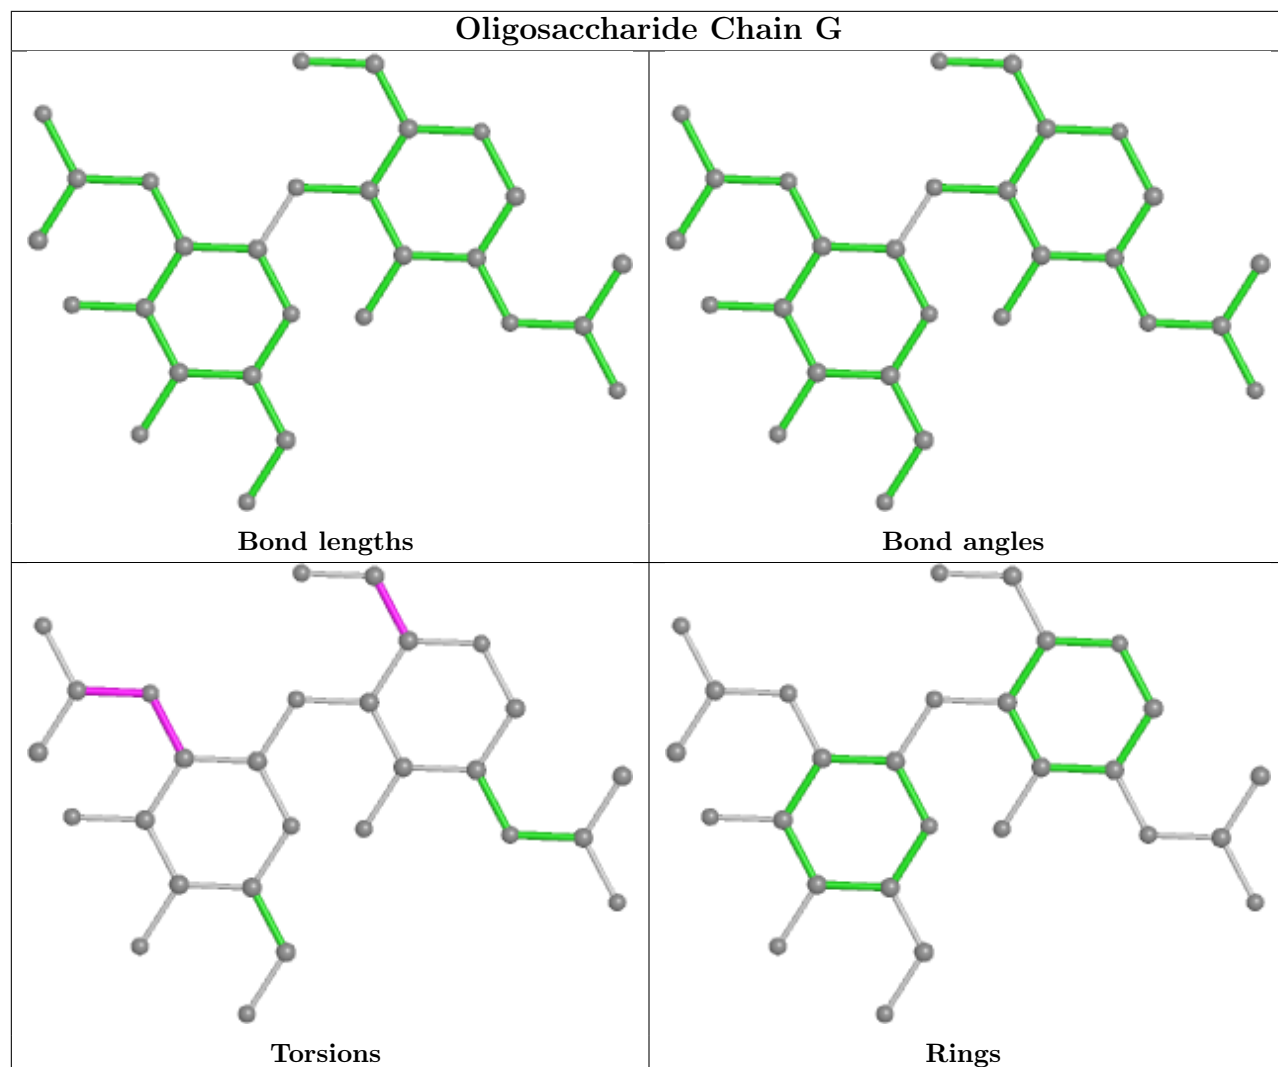 Oligosaccharide Chain G
Bond lengths
Bond angles
Torsions
Rings